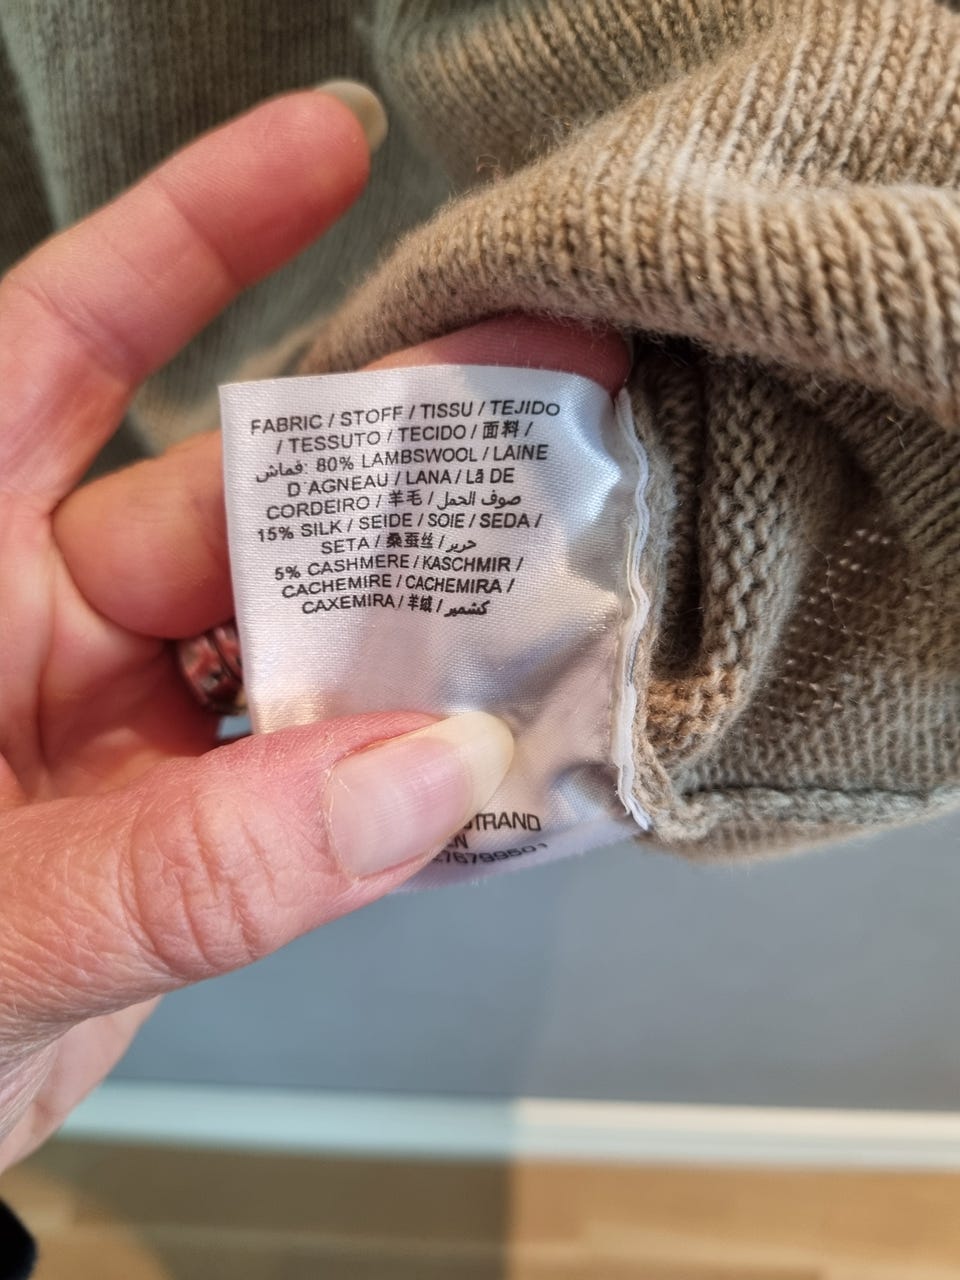 FABRIC / STOFF / TISSU / TEJIDO
/ TESSUTO / TECIDO / 面料 /
قماش: 80% LAMBSWOOL / LAINE
D AGNEAU / LANA / Lã DE
CORDEIRO / 羊毛 / صوف الحمل
15% SILK / SEIDE / SOIE / SEDA /
SETA / 桑蚕丝 / حرير
5% CASHMERE / KASCHMIR /
CACHEMIRE / CACHEMIRA /
CAXEMIRA / 羊绒 / كشمير